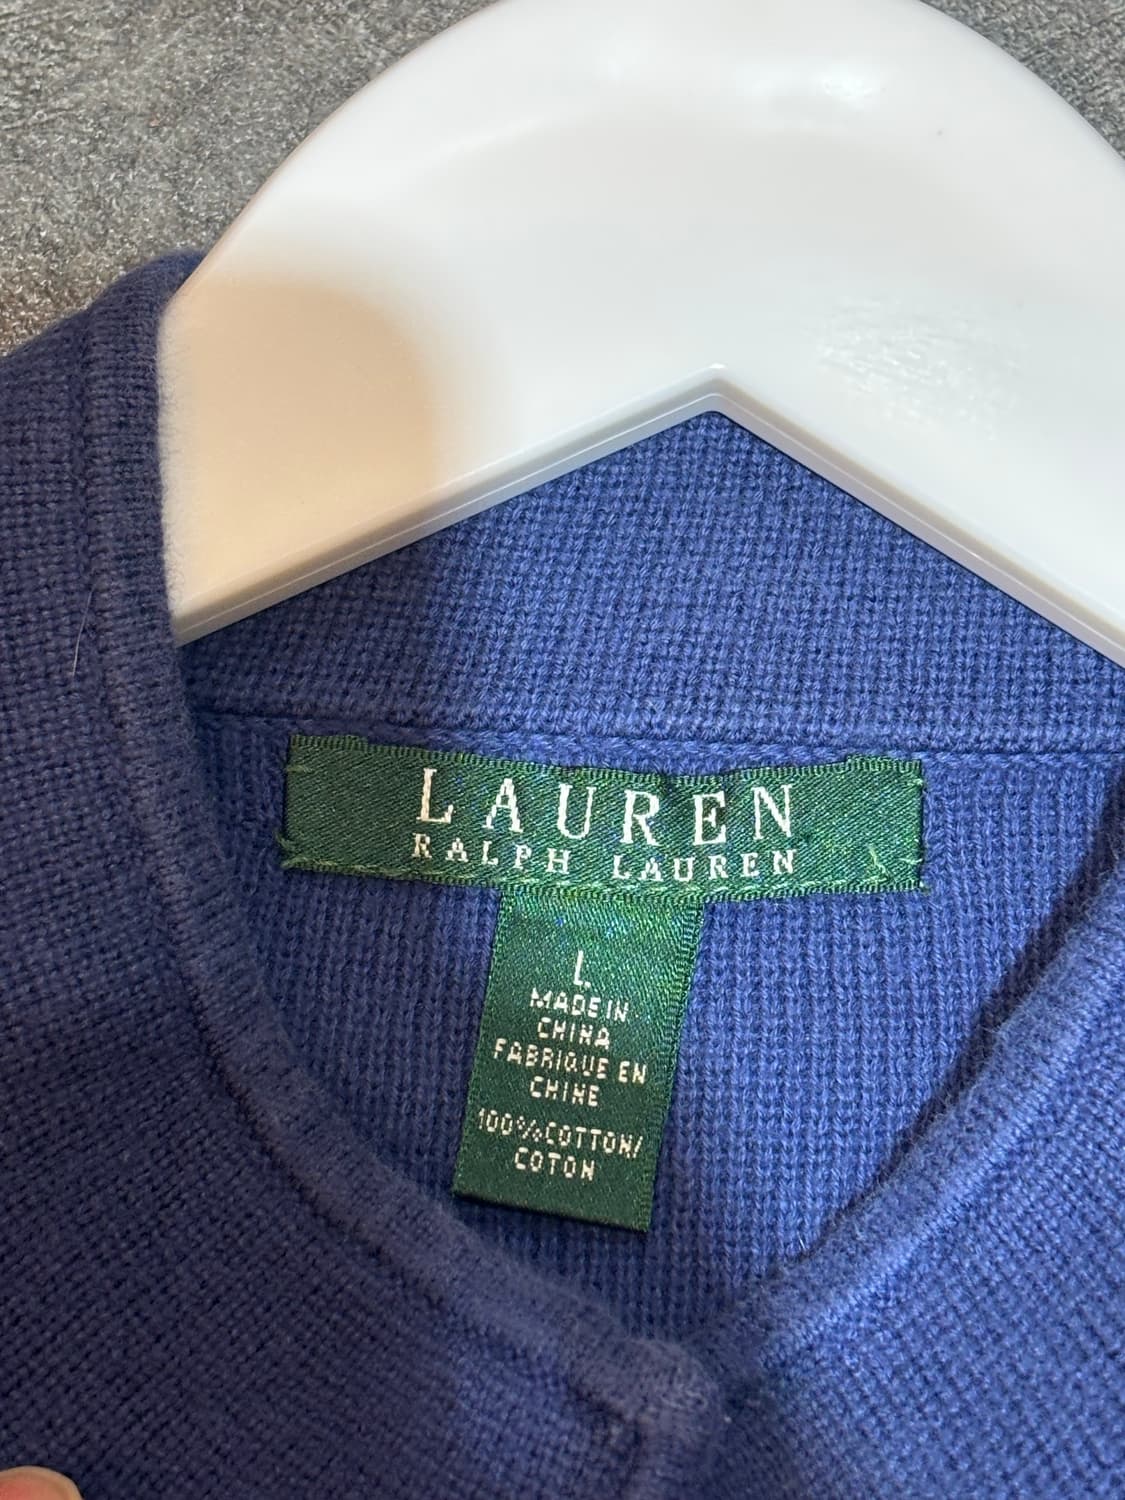 LAUREN
RALPH LAUREN
L
MADE IN
CHINA
FABRIQUE EN
CHINE
100% COTTON/
COTON